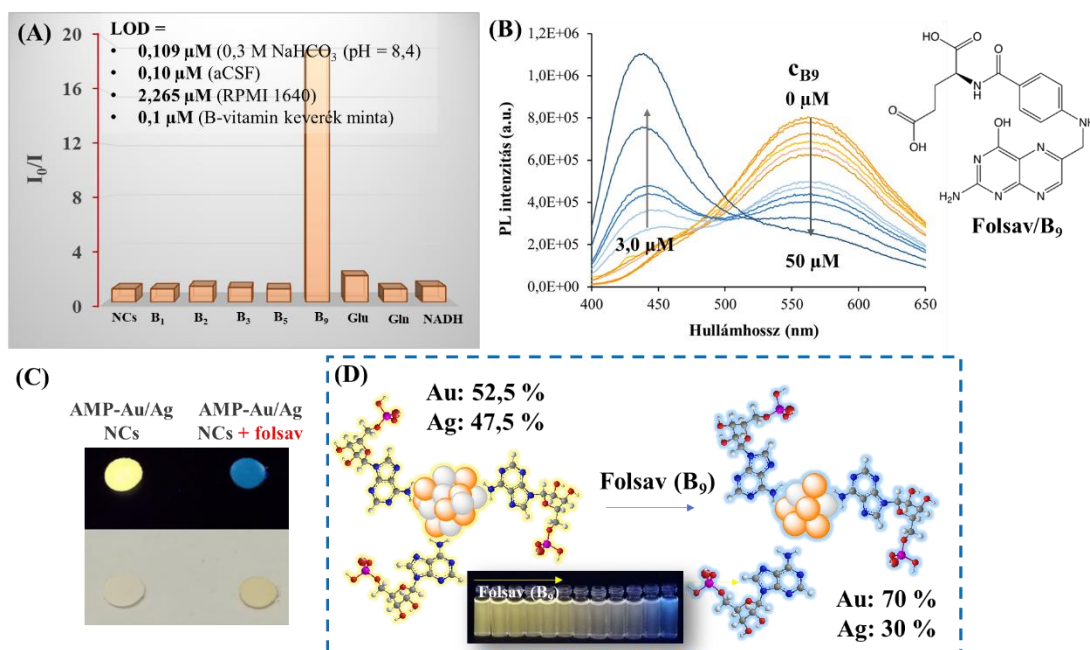 (A)
20
16
12
8
4
0
I₀/I
LOD =
• 0,109 µM (0,3 M NaHCO₃ (pH = 8,4)
• 0,10 µM (aCSF)
• 2,265 µM (RPMI 1640)
• 0,1 µM (B-vitamin keverék minta)
NCs B₁ B₂ B₃ B₅ B₉ Glu Gln NADH
(B)
1,2E+06
1,0E+06
8,0E+05
6,0E+05
4,0E+05
2,0E+05
0,0E+00
PL intenzitás (a.u.)
c_B9
0 µM
3,0 µM
50 µM
400 450 500 550 600 650
Hullámhossz (nm)
HO
O
O
N
H
O
OH
NH
OH
N
N
H₂N
N
N
Folsav/B₉
(C)
AMP-Au/Ag
NCs
AMP-Au/Ag
NCs + folsav
(D)
Au: 52,5 %
Ag: 47,5 %
Folsav (B₉)
Folsav (B₉)
Au: 70 %
Ag: 30 %